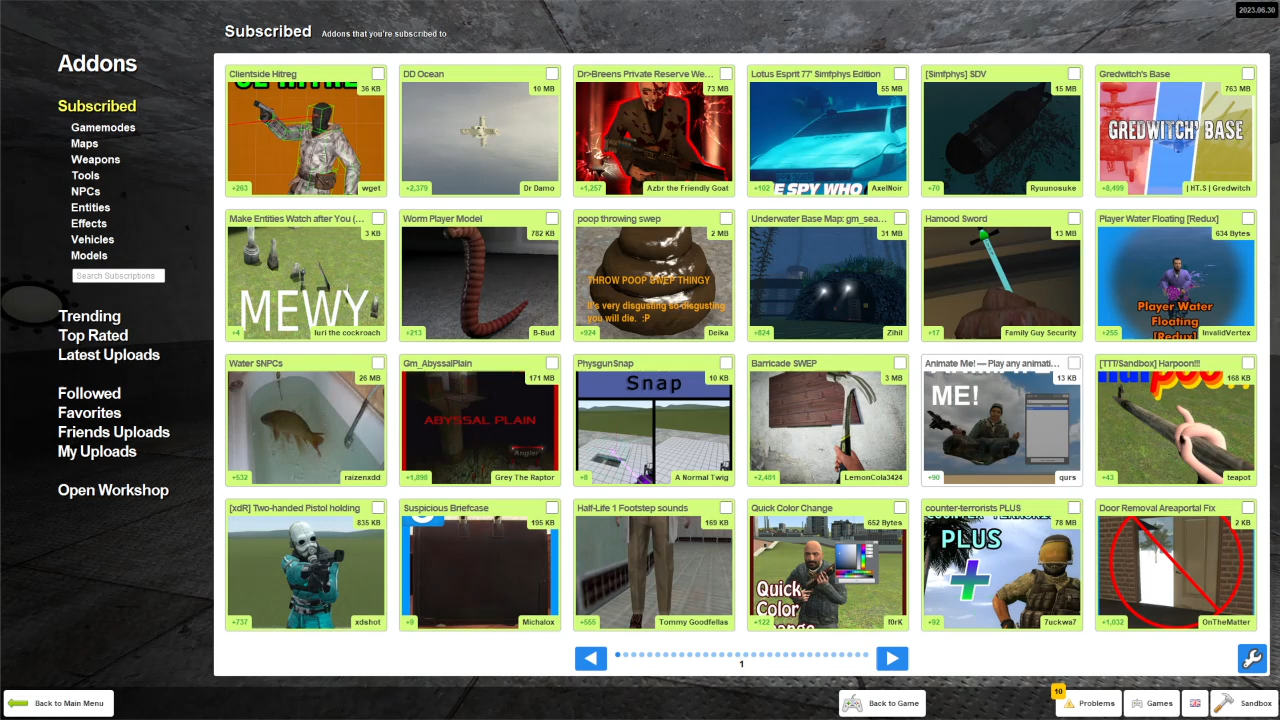 2023.06.30
Subscribed Addons that you're subscribed to
Addons
Subscribed
Gamemodes
Maps
Weapons
Tools
NPCs
Entities
Effects
Vehicles
Models
Search Subscriptions
Trending
Top Rated
Latest Uploads
Followed
Favorites
Friends Uploads
My Uploads
Open Workshop
Clientside Hitreg
36 KB
+263 wget
DD Ocean
10 MB
+2,379 Dr Damo
Dr>Breens Private Reserve We...
73 MB
+1,257 Azbr the Friendly Goat
Lotus Esprit 77' Simfphys Edition
55 MB
E SPY WHO
+102 AxelNoir
[Simfphys] SDV
15 MB
+70 Ryuunosuke
Gredwitch's Base
763 MB
GREDWITCH' BASE
+8,499 | HT.S | Gredwitch
Make Entities Watch after You (...
3 KB
MEWY
+4 Iuri the cockroach
Worm Player Model
782 KB
+213 B-Bud
poop throwing swep
2 MB
THROW POOP SWEP THINGY
It's very disgusting so disgusting
you will die. :P
+924 Deika
Underwater Base Map: gm_sea...
31 MB
+824 Zihil
Hamood Sword
13 MB
+17 Family Guy Security
Player Water Floating [Redux]
634 Bytes
Player Water
Floating
[Redux]
+255 InvalidVertex
Water SNPCs
26 MB
+532 raizenxdd
Gm_AbyssalPlain
171 MB
ABYSSAL PLAIN
Angler
+1,898 Grey The Raptor
PhysgunSnap
10 KB
Snap
+8 A Normal Twig
Barricade SWEP
3 MB
+2,481 LemonCola3424
Animate Me! — Play any animati...
13 KB
ME!
+90 qurs
[TTT/Sandbox] Harpoon!!!
168 KB
+43 teapot
[xdR] Two-handed Pistol holding
835 KB
+737 xdshot
Suspicious Briefcase
195 KB
+9 Michalox
Half-Life 1 Footstep sounds
169 KB
+555 Tommy Goodfellas
Quick Color Change
652 Bytes
Quick
Color
+122 f0rK
counter-terrorists PLUS
78 MB
PLUS
+92 7uckwa7
Door Removal Areaportal Fix
2 KB
+1,032 OnTheMatter
1
Back to Main Menu
Back to Game
10
Problems
Games
Sandbox